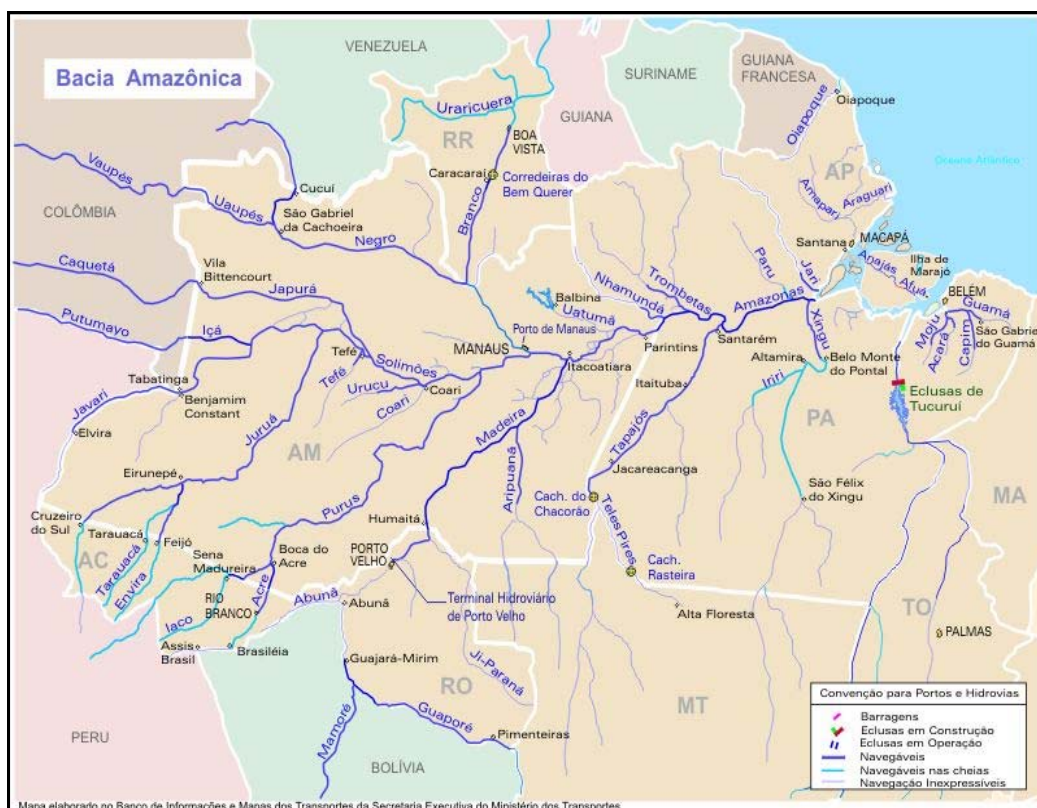 Bacia Amazônica
VENEZUELA
SURINAME
GUIANA
FRANCESA
GUIANA
COLÔMBIA
PERU
BOLÍVIA
Oceano Atlântico
RR
AP
AM
PA
MA
AC
RO
MT
TO
Uraricuera
BOA
VISTA
Caracaraí
Corredeiras do
Bem Querer
Branco
Oiapoque
Oiapoque
Amapari
Araguari
Santana
MACAPÁ
Anajás
Afuá
Ilha de
Marajó
BELÉM
Guamá
São Gabriel
do Guamá
Moju
Acará
Capim
Vaupés
Uaupés
Cucuí
São Gabriel
da Cachoeira
Negro
Caquetá
Vila
Bittencourt
Japurá
Putumayo
Içá
Balbina
Uatumã
Nhamundá
Trombetas
Paru
Jari
Amazonas
Xingu
Porto de Manaus
MANAUS
Itacoatiara
Parintins
Santarém
Altamira
Belo Monte
do Pontal
Iriri
Eclusas de
Tucuruí
Tefé
Tefé
Solimões
Urucu
Coari
Coari
Tabatinga
Benjamim
Constant
Javari
Elvira
Juruá
Itaituba
Tapajós
Madeira
Aripuanã
Jacareacanga
Cach. do
Chacorão
São Félix
do Xingu
Eirunepé
Purus
Humaitá
Cruzeiro
do Sul
Tarauacá
Feijó
Tarauacá
Envira
Sena
Madureira
Boca do
Acre
PORTO
VELHO
Teles Pires
Cach.
Rasteira
RIO
BRANCO
Acre
Iaco
Abunã
Abunã
Terminal Hidroviário
de Porto Velho
Alta Floresta
Assis
Brasil
Brasiléia
PALMAS
Guajará-Mirim
Ji-Paraná
Guaporé
Mamoré
Pimenteiras
Convenção para Portos e Hidrovias
Barragens
Eclusas em Construção
Eclusas em Operação
Navegáveis
Navegáveis nas cheias
Navegação Inexpressíveis
Mapa elaborado no Banco de Informações e Mapas dos Transportes da Secretaria Executiva do Ministério dos Transportes